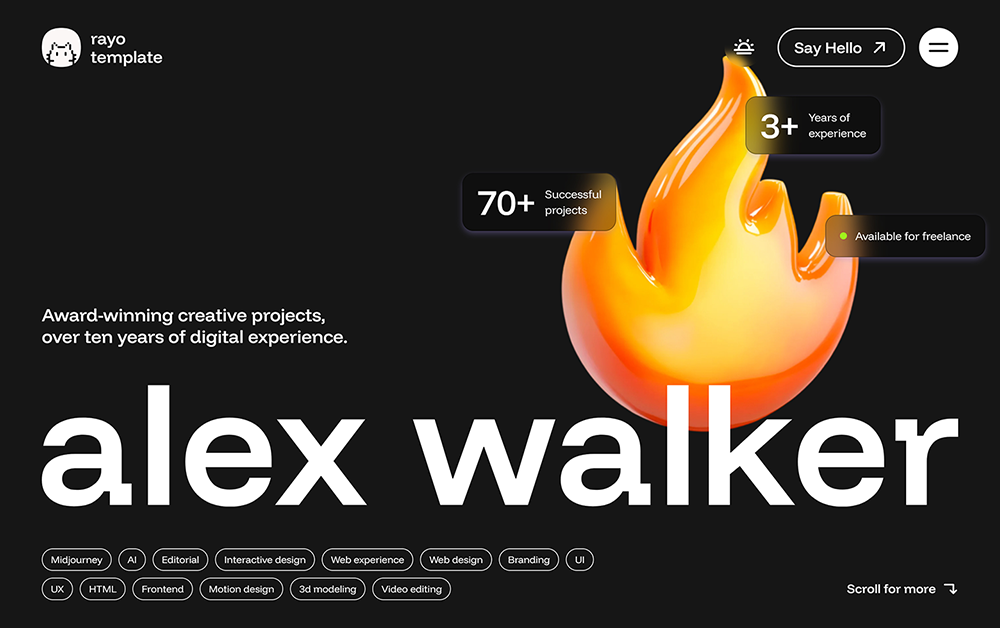 rayo
template
Say Hello
3+
Years of
experience
70+
Successful
projects
Available for freelance
Award-winning creative projects,
over ten years of digital experience.
alex walker
Midjourney AI Editorial Interactive design Web experience Web design Branding UI
UX HTML Frontend Motion design 3d modeling Video editing
Scroll for more